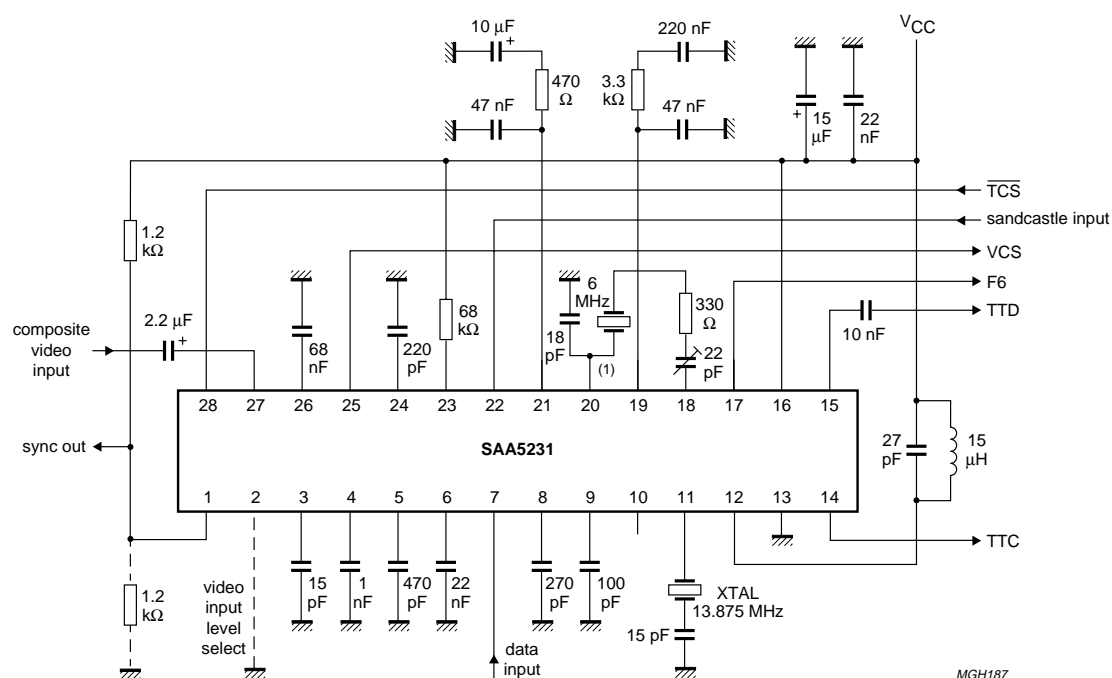 VCC
10 μF
+
220 nF
470
Ω
3.3
kΩ
47 nF
47 nF
+
15
μF
22
nF
TCS
sandcastle input
VCS
F6
TTD
1.2
kΩ
68
kΩ
6
MHz
330
Ω
10 nF
composite
video
input
2.2 μF
+
68
nF
220
pF
18
pF
(1)
22
pF
28 27 26 25 24 23 22 21 20 19 18 17 16 15
sync out
SAA5231
27
pF
15
μH
1 2 3 4 5 6 7 8 9 10 11 12 13 14
TTC
1.2
kΩ
video
input
level
select
15
pF
1
nF
470
pF
22
nF
270
pF
100
pF
XTAL
13.875 MHz
15 pF
data
input
MGH187